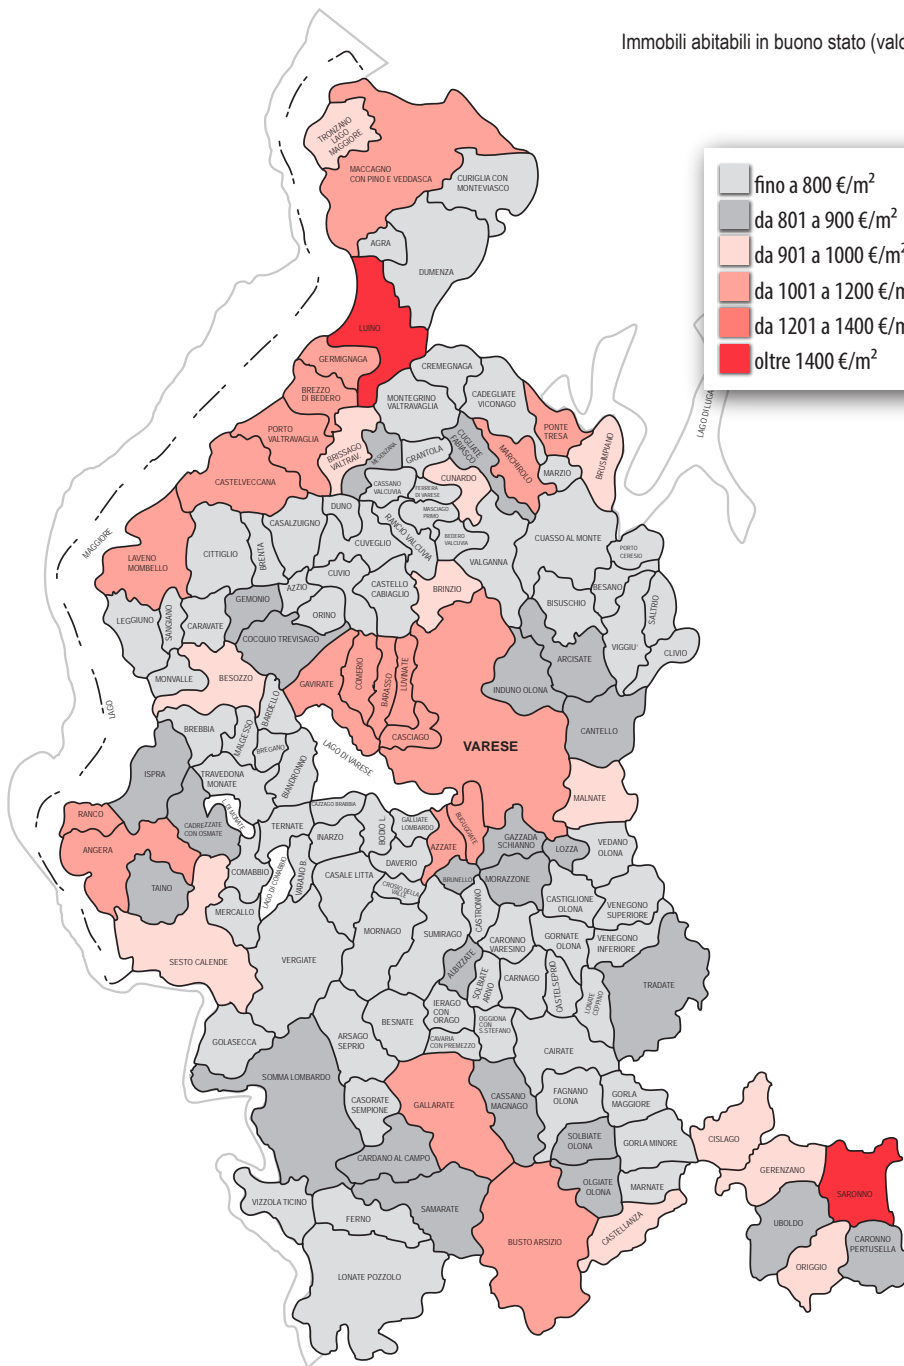 Immobili abitabili in buono stato (valo
fino a 800 €/m²
da 801 a 900 €/m²
da 901 a 1000 €/m²
da 1001 a 1200 €/m
da 1201 a 1400 €/m
oltre 1400 €/m²
TRONZANO
LAGO
MAGGIORE
MACCAGNO
CON PINO E VEDDASCA
CURIGLIA CON
MONTEVIASCO
AGRA
DUMENZA
LUINO
GERMIGNAGA
CREMEGNAGA
BREZZO
DI BEDERO
MONTEGRINO
VALTRAVAGLIA
CADEGLIATE
VICONAGO
LAGO DI LUGA
PORTO
VALTRAVAGLIA
BRISSAGO
VALTRAV.
MESENZANA
GRANTOLA
CUGLIATE
FABIASCO
MARCHIROLO
PONTE
TRESA
MARZIO
BRUSIMPIANO
CASTELVECCANA
CASSANO
VALCUVIA
FERRERA
DI VARESE
CUNARDO
MAGGIORE
LAVENO
MOMBELLO
CITTIGLIO
BRENTA
CASALZUIGNO
DUNO
CUVEGLIO
RANCIO VALCUVIA
MASCIAGO
PRIMO
BEDERO
VALCUVIA
CUASSO AL MONTE
PORTO
CERESIO
VALGANNA
CUVIO
AZZIO
CASTELLO
CABIAGLIO
BRINZIO
BISUSCHIO
BESANO
SALTRIO
GEMONIO
ORINO
LEGGIUNO
SANGIANO
CARAVATE
COCQUIO TREVISAGO
VIGGIU'
CLIVIO
ARCISATE
MONVALLE
BESOZZO
GAVIRATE
COMERIO
BARASSO
LUVINATE
INDUNO OLONA
LAGO
BARDELLO
BREBBIA
MALGESSO
BREGANO
CASCIAGO
VARESE
CANTELLO
LAGO DI VARESE
BIANDRONNO
ISPRA
TRAVEDONA
MONATE
L. DI MONATE
MALNATE
RANCO
CADREZZATE
CON OSMATE
TERNATE
CAZZAGO BRABBIA
INARZO
BODIO L.
GALLIATE
LOMBARDO
AZZATE
BUGUGGIATE
GAZZADA
SCHIANNO
LOZZA
VEDANO
OLONA
ANGERA
TAINO
COMABBIO
LAGO DI COMABBIO
VARANO B.
CASALE LITTA
DAVERIO
CROSIO DELLA
VALLE
BRUNELLO
MORAZZONE
MERCALLO
CASTRONNO
CASTIGLIONE
OLONA
VENEGONO
SUPERIORE
SESTO CALENDE
VERGIATE
MORNAGO
SUMIRAGO
CARONNO
VARESINO
GORNATE
OLONA
VENEGONO
INFERIORE
ALBIZZATE
SOLBIATE
ARNO
CARNAGO
CASTELSEPRIO
LONATE
CEPPINO
TRADATE
GOLASECCA
ARSAGO
SEPRIO
BESNATE
IERAGO
CON
ORAGO
OGGIONA
CON
S.STEFANO
CAVARIA
CON PREMEZZO
CAIRATE
SOMMA LOMBARDO
CASORATE
SEMPIONE
GALLARATE
CASSANO
MAGNAGO
FAGNANO
OLONA
GORLA
MAGGIORE
CARDANO AL CAMPO
SOLBIATE
OLONA
GORLA MINORE
CISLAGO
GERENZANO
SARONNO
VIZZOLA TICINO
SAMARATE
OLGIATE
OLONA
MARNATE
FERNO
BUSTO ARSIZIO
CASTELLANZA
UBOLDO
CARONNO
PERTUSELLA
ORIGGIO
LONATE POZZOLO